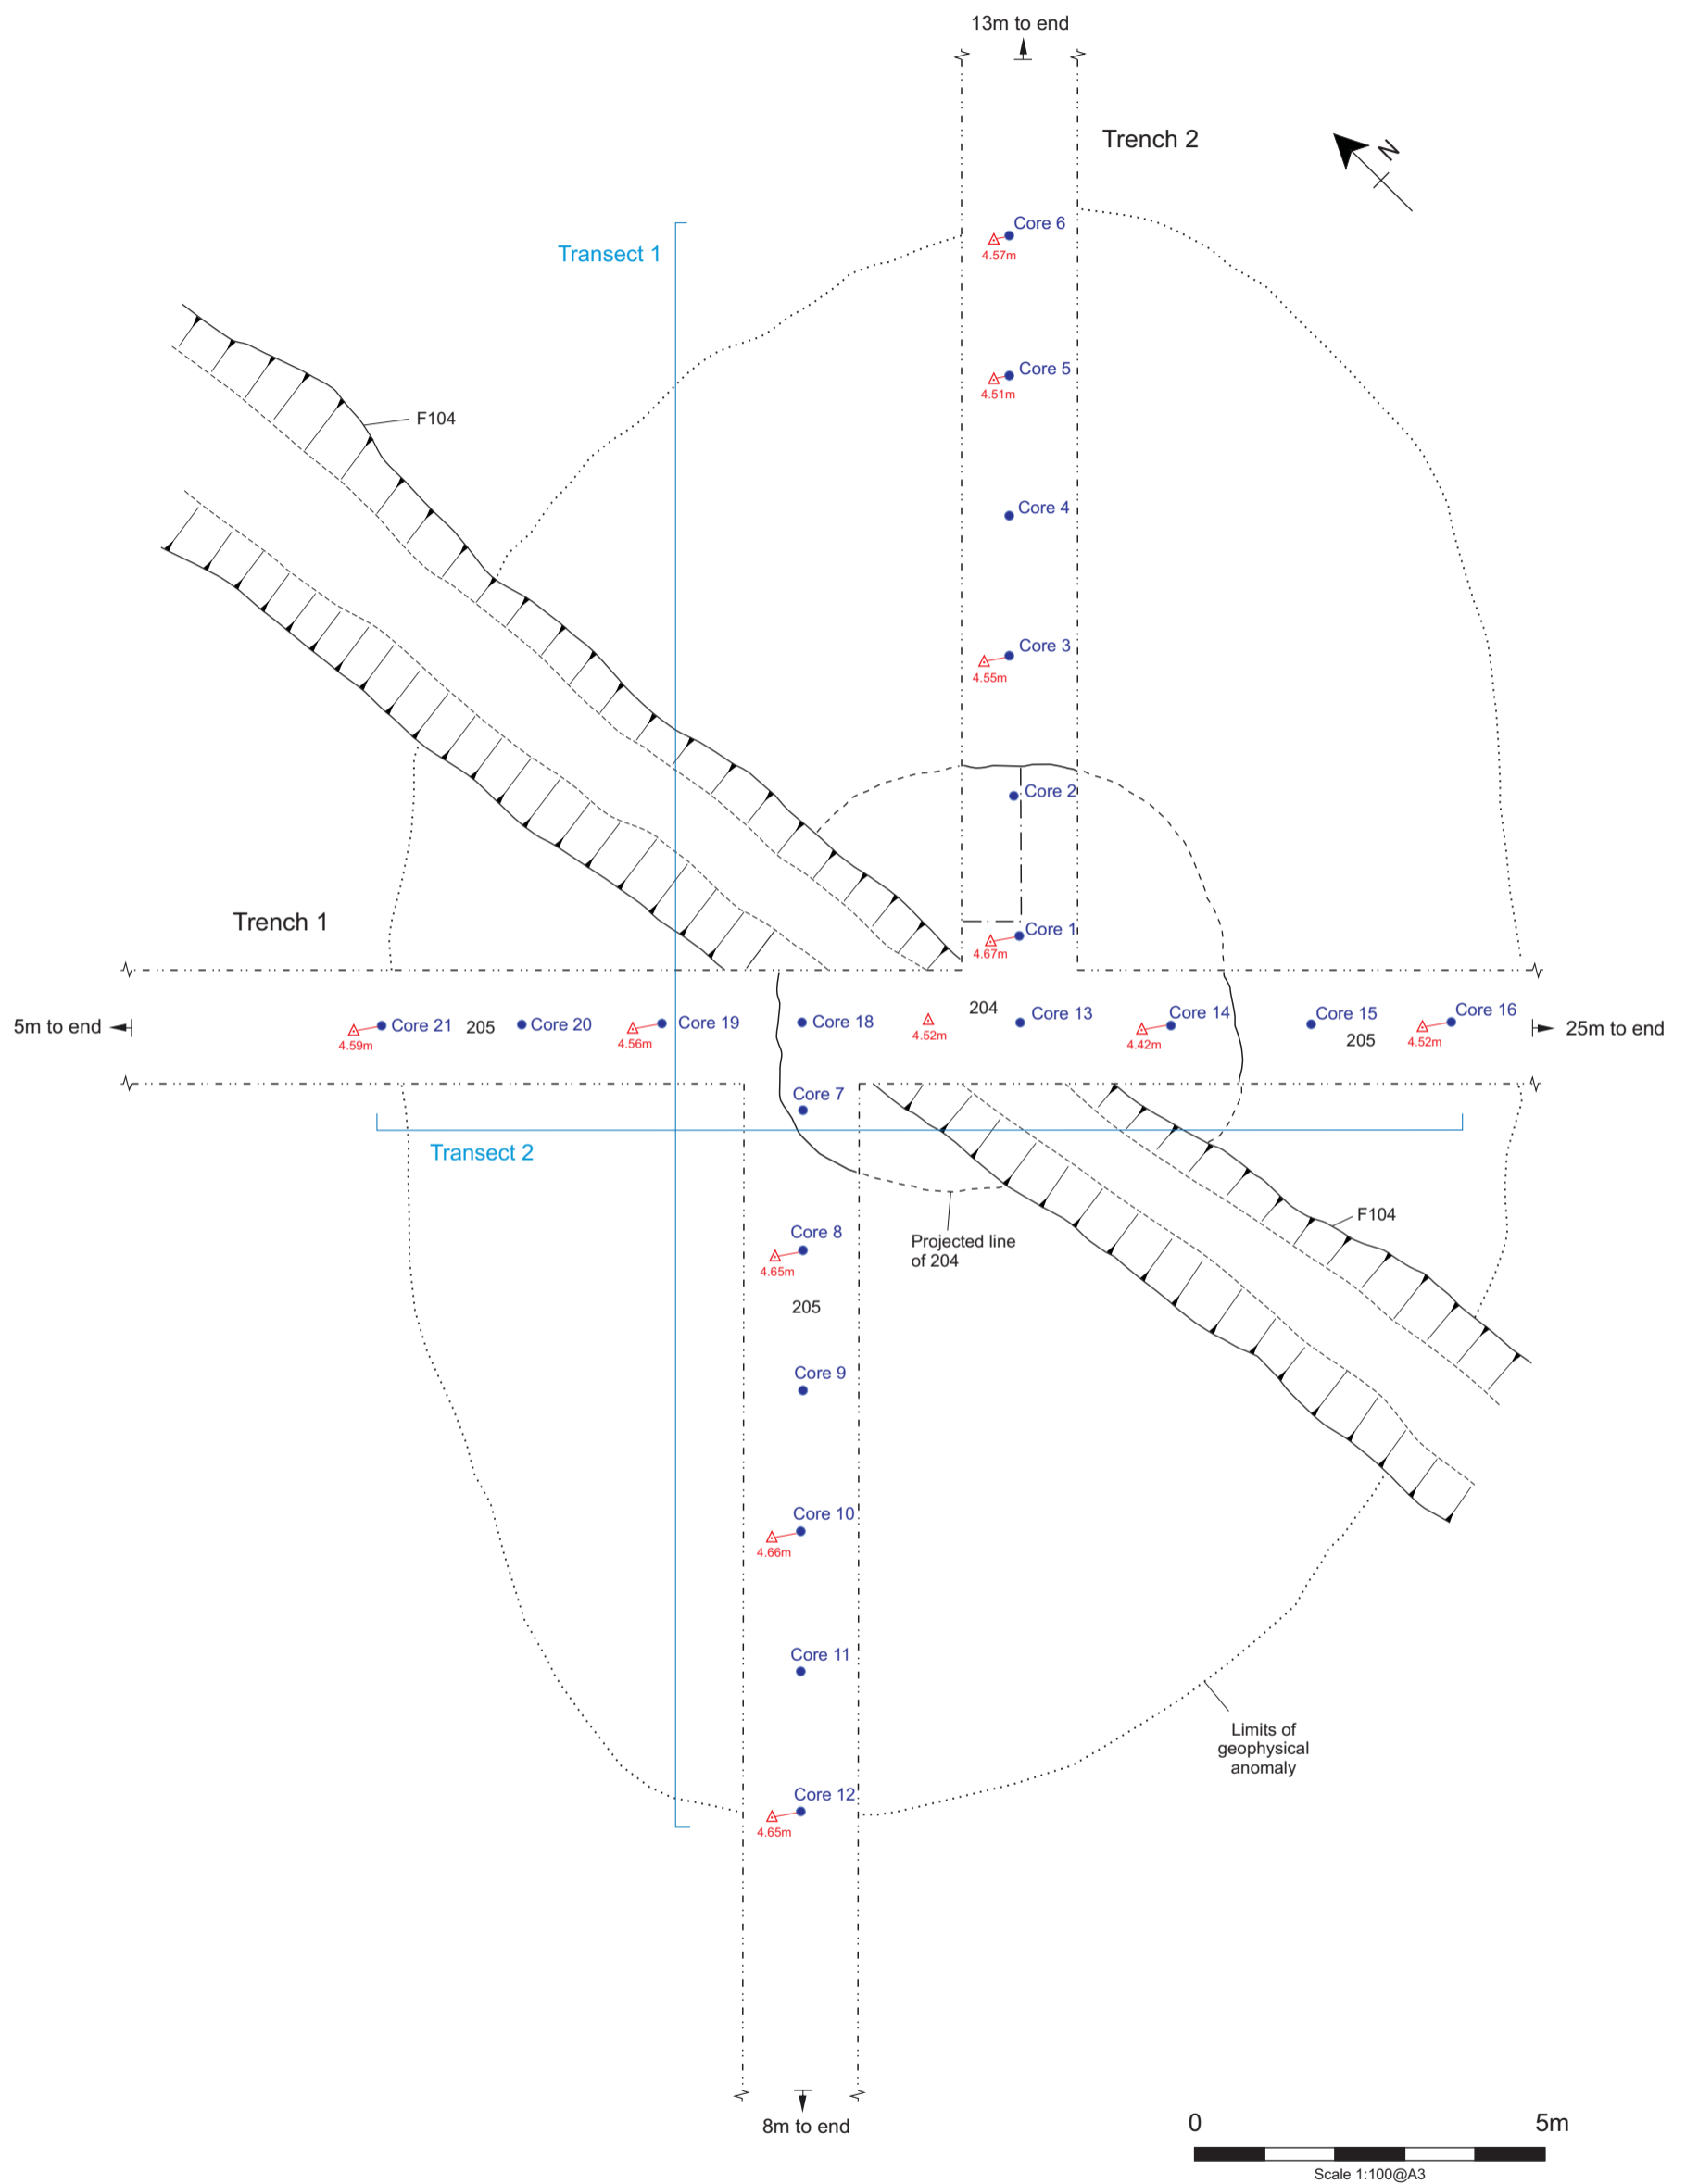 13m to end
Trench 2
N
Core 6
4.57m
Transect 1
Core 5
4.51m
F104
Core 4
Core 3
4.55m
Core 2
Trench 1
Core 1
4.67m
5m to end
Core 21
4.59m
205
Core 20
Core 19
4.56m
Core 18
4.52m
204
Core 13
Core 14
4.42m
Core 15
205
Core 16
4.52m
25m to end
Core 7
Transect 2
F104
Core 8
4.65m
Projected line
of 204
205
Core 9
Core 10
4.66m
Core 11
Limits of
geophysical
anomaly
Core 12
4.65m
8m to end
0
5m
Scale 1:100@A3